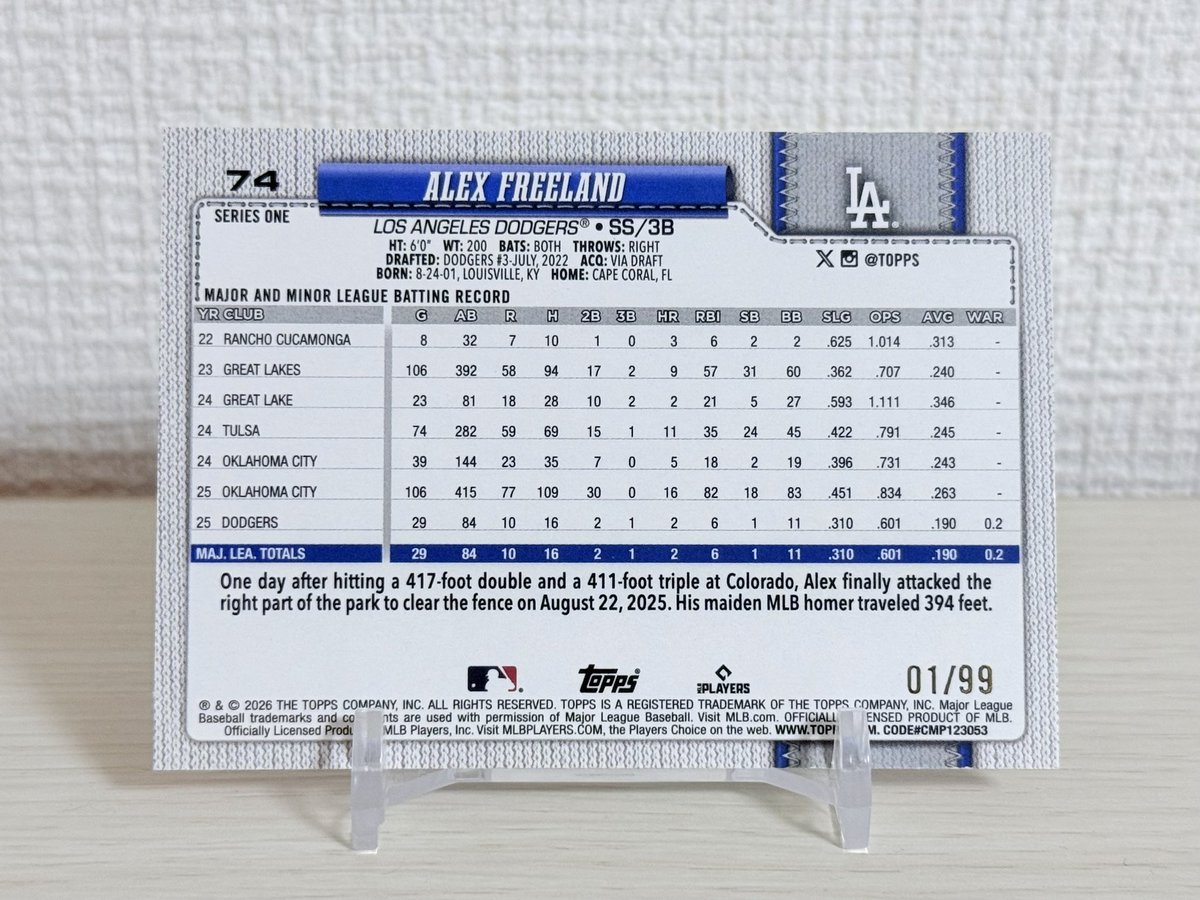 74
ALEX FREELAND
LA
SERIES ONE
LOS ANGELES DODGERS® • SS/3B
HT: 6'0" WT: 200 BATS: BOTH THROWS: RIGHT
DRAFTED: DODGERS #3-JULY, 2022 ACQ: VIA DRAFT
BORN: 8-24-01, LOUISVILLE, KY HOME: CAPE CORAL, FL
@TOPPS
MAJOR AND MINOR LEAGUE BATTING RECORD
YR CLUB G AB R H 2B 3B HR RBI SB BB SLG OPS AVG WAR
22 RANCHO CUCAMONGA 8 32 7 10 1 0 3 6 2 2 .625 1.014 .313 -
23 GREAT LAKES 106 392 58 94 17 2 9 57 31 60 .362 .707 .240 -
24 GREAT LAKE 23 81 18 28 10 2 2 21 5 27 .593 1.111 .346 -
24 TULSA 74 282 59 69 15 1 11 35 24 45 .422 .791 .245 -
24 OKLAHOMA CITY 39 144 23 35 7 0 5 18 2 19 .396 .731 .243 -
25 OKLAHOMA CITY 106 415 77 109 30 0 16 82 18 83 .451 .834 .263 -
25 DODGERS 29 84 10 16 2 1 2 6 1 11 .310 .601 .190 0.2
MAJ. LEA. TOTALS 29 84 10 16 2 1 2 6 1 11 .310 .601 .190 0.2
One day after hitting a 417-foot double and a 411-foot triple at Colorado, Alex finally attacked the
right part of the park to clear the fence on August 22, 2025. His maiden MLB homer traveled 394 feet.
Topps®
MLB PLAYERS
01/99
® & © 2026 THE TOPPS COMPANY, INC. ALL RIGHTS RESERVED. TOPPS IS A REGISTERED TRADEMARK OF THE TOPPS COMPANY, INC. Major League
Baseball trademarks and are used with permission of Major League Baseball. Visit MLB.com. OFFICIALLY PRODUCT OF MLB.
Officially Licensed MLB Players, Inc. Visit MLBPLAYERS.COM, the Players Choice on the web. CODE#CMP123053